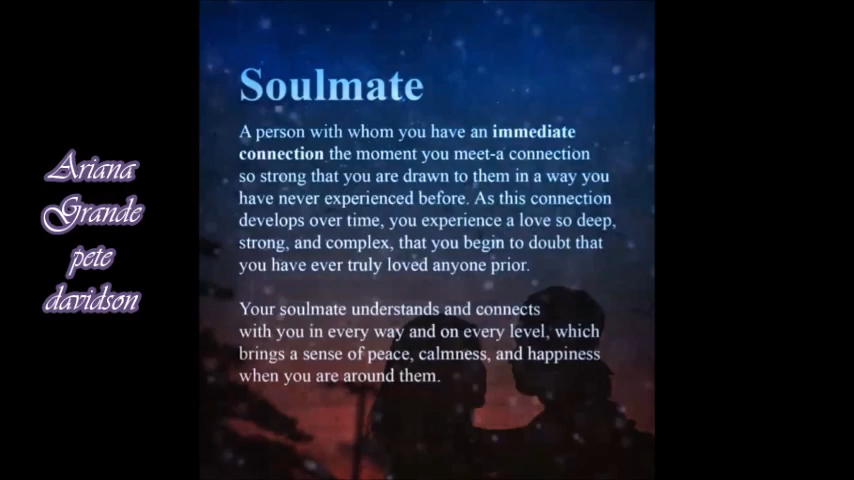 Ariana
Grande
pete
davidson
Soulmate
A person with whom you have an immediate
connection the moment you meet-a connection
so strong that you are drawn to them in a way you
have never experienced before. As this connection
develops over time, you experience a love so deep,
strong, and complex, that you begin to doubt that
you have ever truly loved anyone prior.
Your soulmate understands and connects
with you in every way and on every level, which
brings a sense of peace, calmness, and happiness
when you are around them.